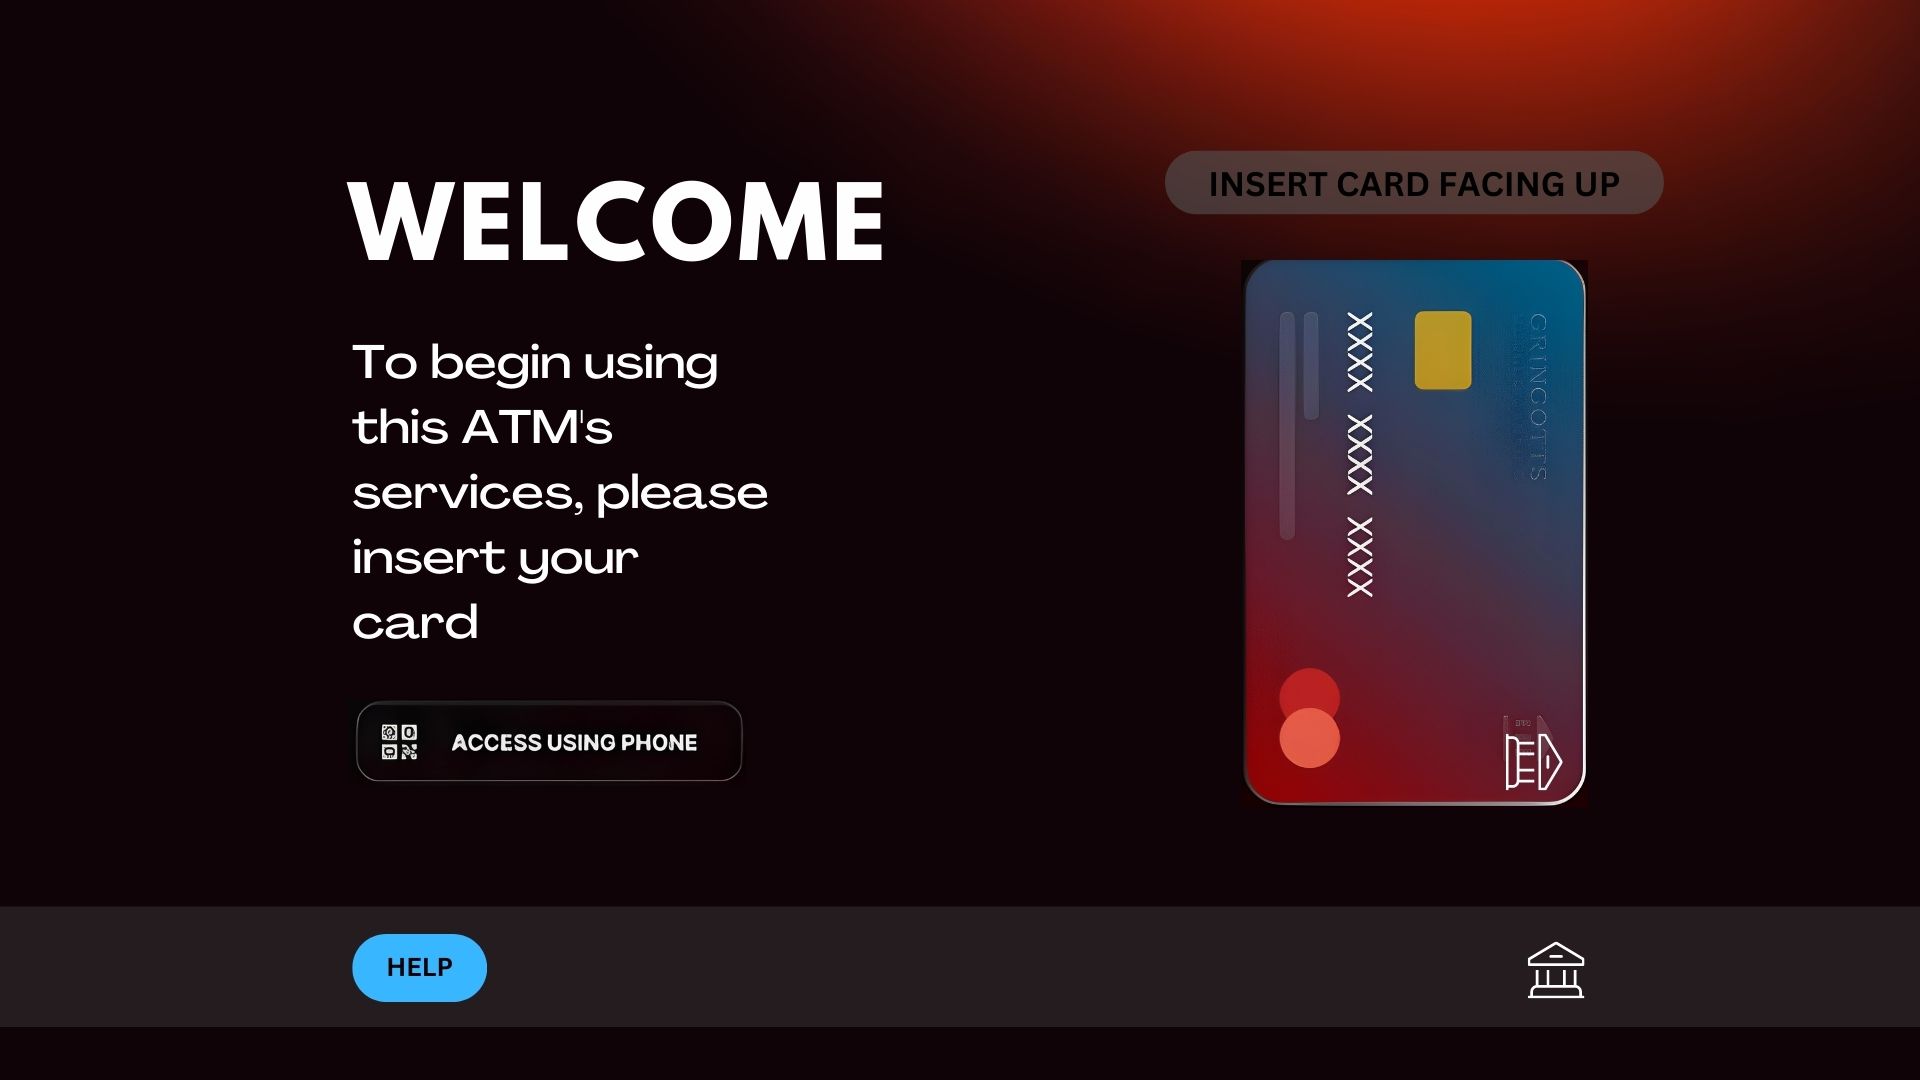 WELCOME
To begin using
this ATM's
services, please
insert your
card
ACCESS USING PHONE
INSERT CARD FACING UP
GRINGOTTS
XXXX XXXX XXXX
HELP